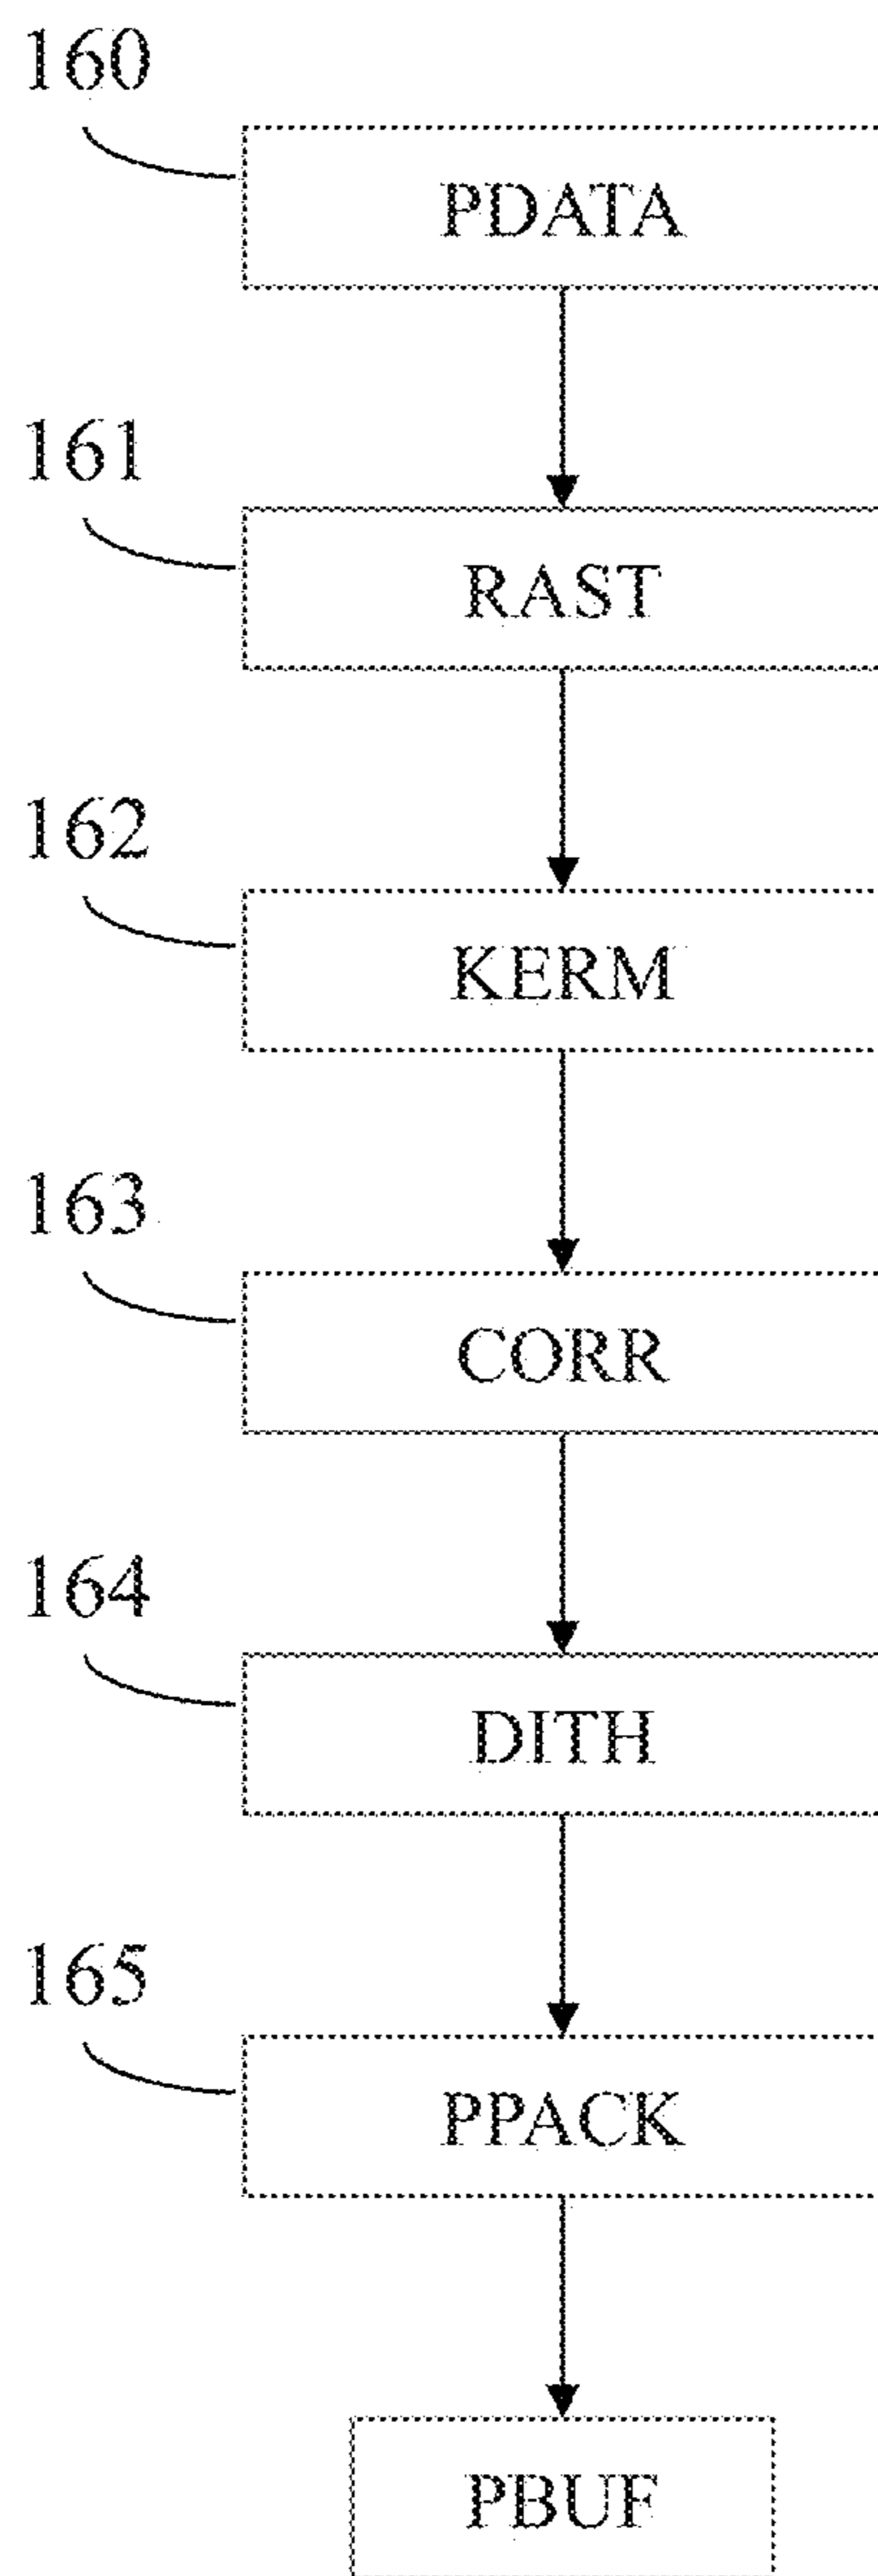 160
PDATA
161
RAST
162
KERM
163
CORR
164
DITH
165
PPACK
PBUF